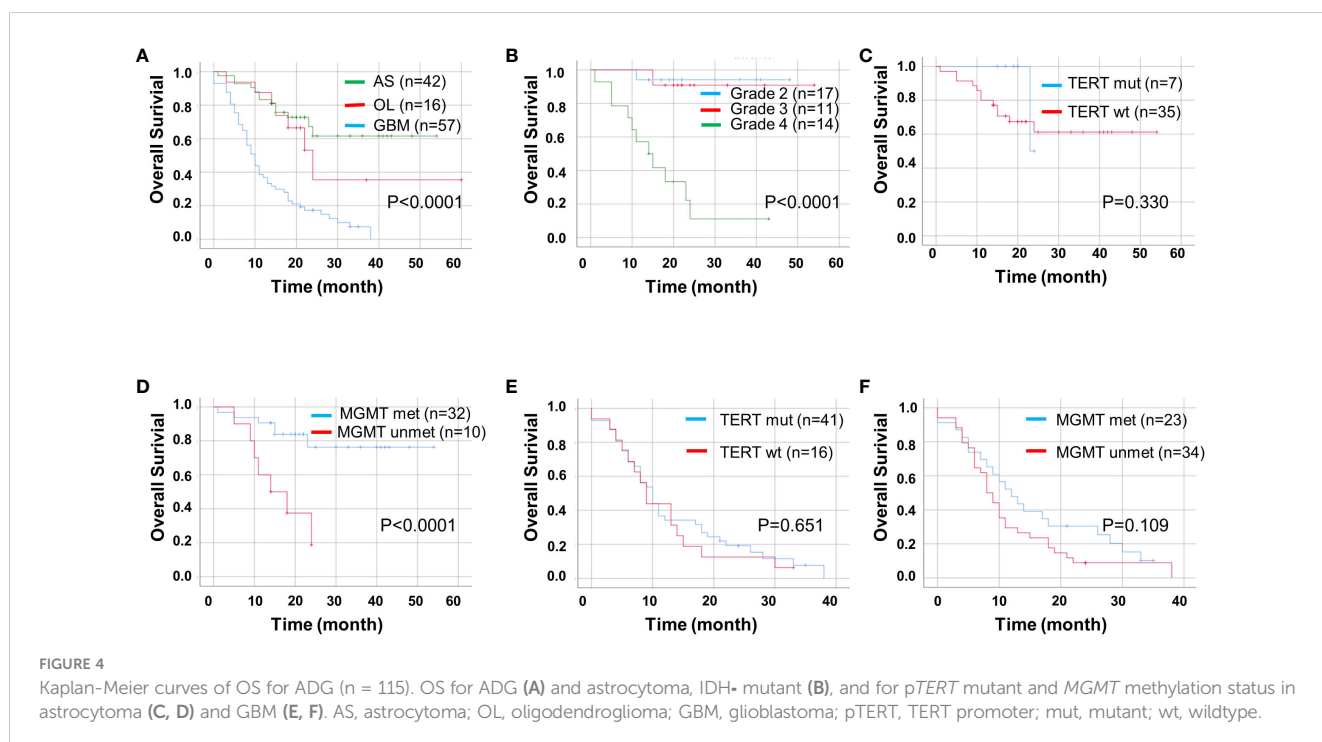 A
Overall Surivial
1.0
0.8
0.6
0.4
0.2
0.0
AS (n=42)
OL (n=16)
GBM (n=57)
P<0.0001
0 10 20 30 40 50 60
Time (month)
B
Overall Surivial
1.0
0.8
0.6
0.4
0.2
0.0
Grade 2 (n=17)
Grade 3 (n=11)
Grade 4 (n=14)
P<0.0001
0 10 20 30 40 50 60
Time (month)
C
Overall Surivial
1.0
0.8
0.6
0.4
0.2
0.0
TERT mut (n=7)
TERT wt (n=35)
P=0.330
0 10 20 30 40 50 60
Time (month)
D
Overall Surivial
1.0
0.8
0.6
0.4
0.2
0.0
MGMT met (n=32)
MGMT unmet (n=10)
P<0.0001
0 10 20 30 40 50 60
Time (month)
E
Overall Surivial
1.0
0.8
0.6
0.4
0.2
0.0
TERT mut (n=41)
TERT wt (n=16)
P=0.651
0 10 20 30 40
Time (month)
F
Overall Surivial
1.0
0.8
0.6
0.4
0.2
0.0
MGMT met (n=23)
MGMT unmet (n=34)
P=0.109
0 10 20 30 40
Time (month)
FIGURE 4
Kaplan-Meier curves of OS for ADG (n = 115). OS for ADG (A) and astrocytoma, IDH- mutant (B), and for pTERT mutant and MGMT methylation status in
astrocytoma (C, D) and GBM (E, F). AS, astrocytoma; OL, oligodendroglioma; GBM, glioblastoma; pTERT, TERT promoter; mut, mutant; wt, wildtype.